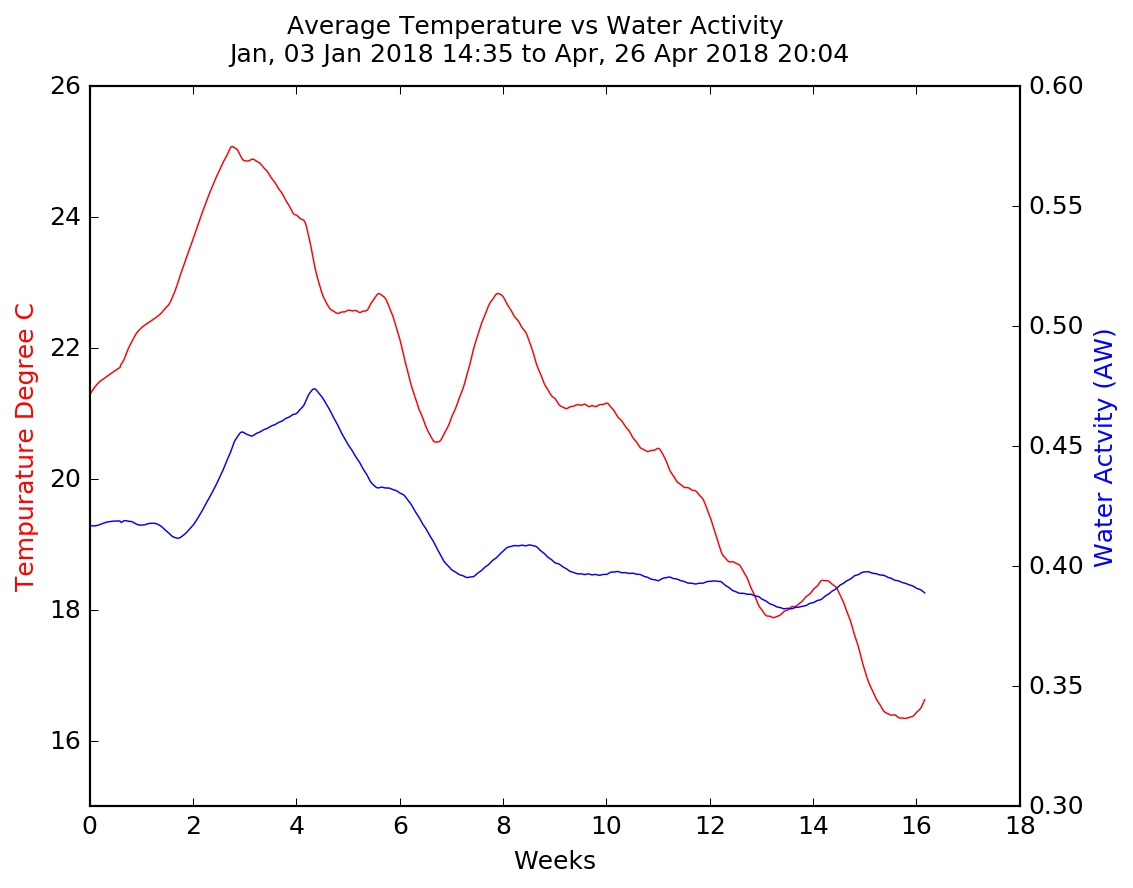 Average Temperature vs Water Activity
Jan, 03 Jan 2018 14:35 to Apr, 26 Apr 2018 20:04
26
24
22
20
18
16
Tempurature Degree C
0.60
0.55
0.50
0.45
0.40
0.35
0.30
Water Actvity (AW)
0 2 4 6 8 10 12 14 16 18
Weeks